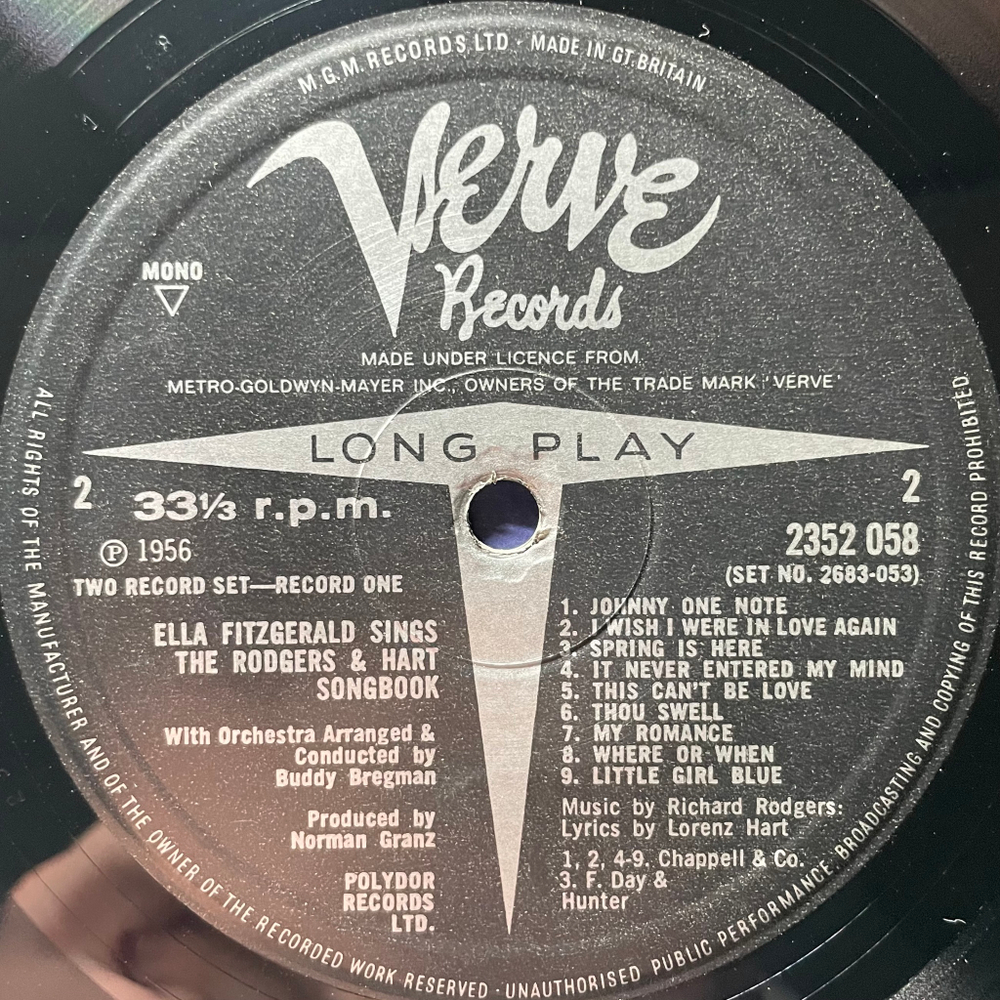 M.G.M. RECORDS LTD · MADE IN GT. BRITAIN
Verve
Records
MONO
MADE UNDER LICENCE FROM
METRO-GOLDWYN-MAYER INC., OWNERS OF THE TRADE MARK 'VERVE'
LONG PLAY
2
33⅓ r.p.m.
℗ 1956
TWO RECORD SET—RECORD ONE
ELLA FITZGERALD SINGS
THE RODGERS & HART
SONGBOOK
With Orchestra Arranged &
Conducted by
Buddy Bregman
Produced by
Norman Granz
POLYDOR
RECORDS
LTD.
2
2352 058
(SET NO. 2683-053)
1. JOHNNY ONE NOTE
2. I WISH I WERE IN LOVE AGAIN
3. SPRING IS HERE
4. IT NEVER ENTERED MY MIND
5. THIS CAN'T BE LOVE
6. THOU SWELL
7. MY ROMANCE
8. WHERE OR WHEN
9. LITTLE GIRL BLUE
Music by Richard Rodgers:
Lyrics by Lorenz Hart
1, 2, 4-9. Chappell & Co.
3. F. Day &
Hunter
ALL RIGHTS OF THE MANUFACTURER AND OF THE OWNER OF THE RECORDED WORK RESERVED · UNAUTHORISED PUBLIC PERFORMANCE, BROADCASTING AND COPYING OF THIS RECORD PROHIBITED